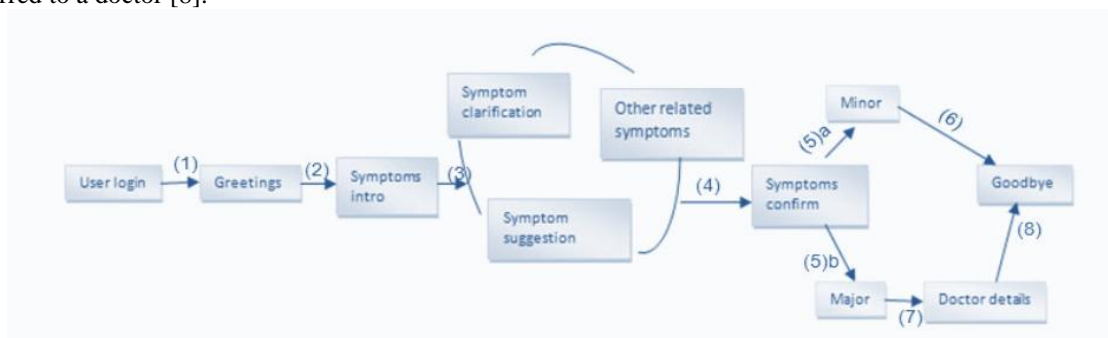 rred to a doctor [8].
Symptom
clarification
Other related
symptoms
Minor
(6)
(5)a
(1)
(2)
(3)
User login
Greetings
Symptoms
intro
(4)
Symptoms
confirm
Goodbye
Symptom
suggestion
(8)
(5)b
Major
(7)
Doctor details